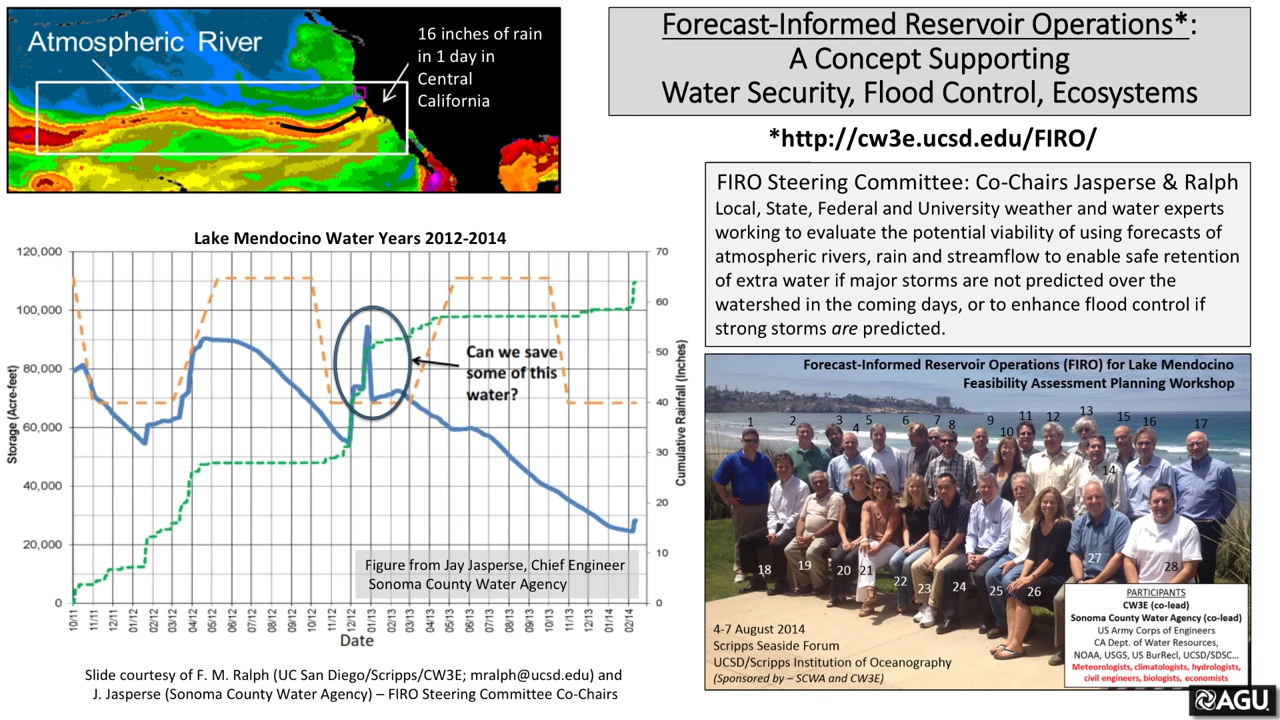 Atmospheric River
16 inches of rain
in 1 day in
Central
California
Forecast-Informed Reservoir Operations*:
A Concept Supporting
Water Security, Flood Control, Ecosystems
*http://cw3e.ucsd.edu/FIRO/
FIRO Steering Committee: Co-Chairs Jasperse & Ralph
Local, State, Federal and University weather and water experts
working to evaluate the potential viability of using forecasts of
atmospheric rivers, rain and streamflow to enable safe retention
of extra water if major storms are not predicted over the
watershed in the coming days, or to enhance flood control if
strong storms are predicted.
Lake Mendocino Water Years 2012-2014
Storage (Acre-feet)
120,000
100,000
80,000
60,000
40,000
20,000
0
Cumulative Rainfall (Inches)
70
60
50
40
30
20
10
0
Can we save
some of this
water?
Figure from Jay Jasperse, Chief Engineer
Sonoma County Water Agency
10/11 11/11 12/11 01/12 02/12 03/12 04/12 05/12 06/12 07/12 08/12 09/12 10/12 11/12 12/12 01/13 02/13 03/13 04/13 05/13 06/13 07/13 08/13 09/13 10/13 11/13 12/13 01/14 02/14
Date
Slide courtesy of F. M. Ralph (UC San Diego/Scripps/CW3E; mralph@ucsd.edu) and
J. Jasperse (Sonoma County Water Agency) – FIRO Steering Committee Co-Chairs
Forecast-Informed Reservoir Operations (FIRO) for Lake Mendocino
Feasibility Assessment Planning Workshop
1 2 3 4 5 6 7 8 9 10 11 12 13 14 15 16 17
18 19 20 21 22 23 24 25 26 27 28
4-7 August 2014
Scripps Seaside Forum
UCSD/Scripps Institution of Oceanography
(Sponsored by – SCWA and CW3E)
PARTICIPANTS
CW3E (co-lead)
Sonoma County Water Agency (co-lead)
US Army Corps of Engineers
CA Dept. of Water Resources,
NOAA, USGS, US BurRecl, UCSD/SDSC...
Meteorologists, climatologists, hydrologists,
civil engineers, biologists, economists
AGU